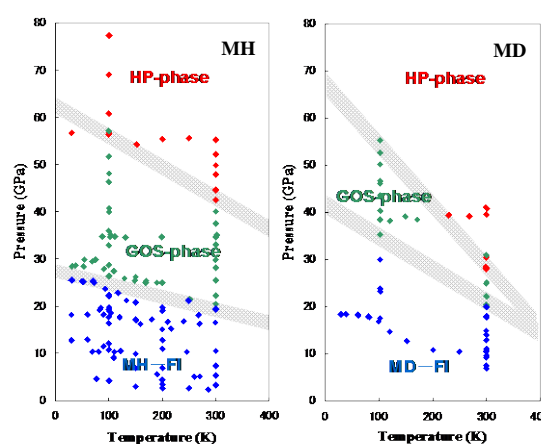 MH
MD
HP-phase
HP-phase
GOS-phase
GOS-phase
MH-FI
MD-FI
Pressure (GPa)
80
70
60
50
40
30
20
10
0
0
100
200
300
400
Temperature (K)
Pressure (GPa)
80
70
60
50
40
30
20
10
0
0
100
200
300
400
Temperature (K)